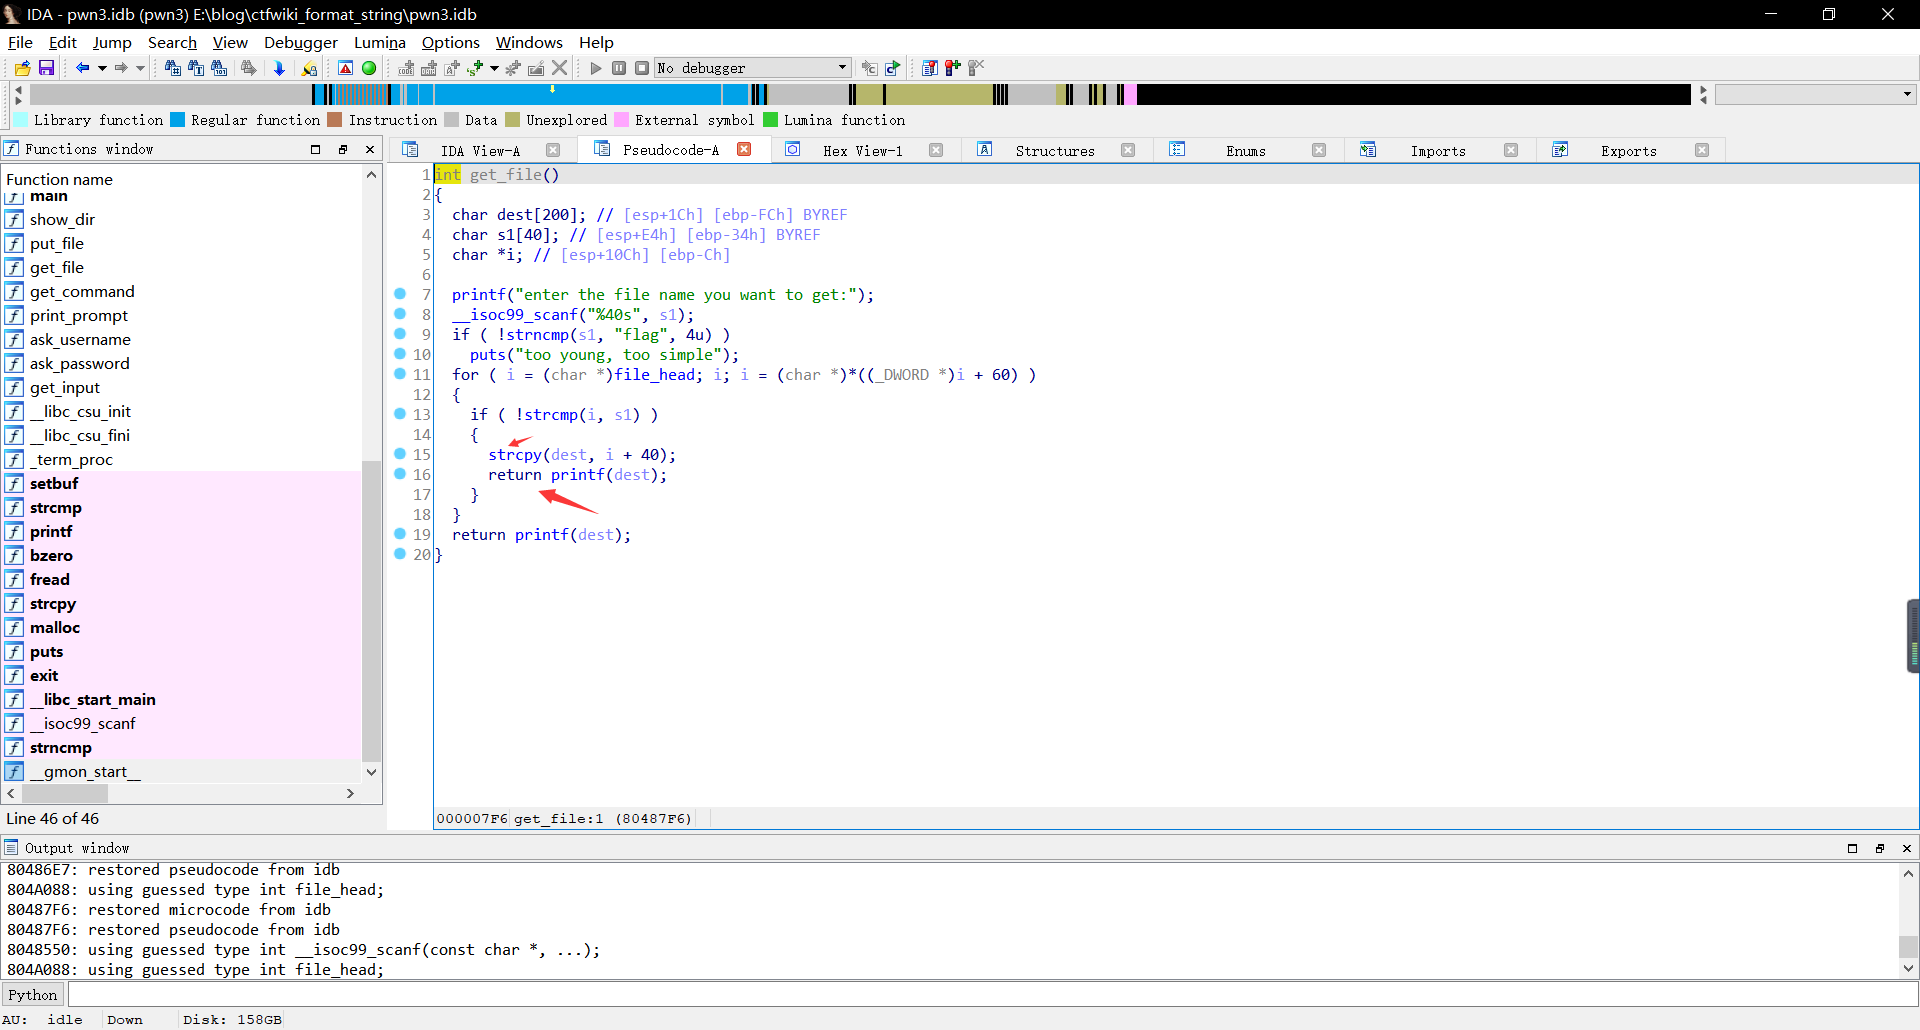 IDA - pwn3.idb (pwn3) E:\blog\ctfwiki_format_string\pwn3.idb
File Edit Jump Search View Debugger Lumina Options Windows Help
No debugger
Library function Regular function Instruction Data Unexplored External symbol Lumina function
Functions window
IDA View-A Pseudocode-A Hex View-1 Structures Enums Imports Exports
Function name
main
show_dir
put_file
get_file
get_command
print_prompt
ask_username
ask_password
get_input
__libc_csu_init
__libc_csu_fini
_term_proc
setbuf
strcmp
printf
bzero
fread
strcpy
malloc
puts
exit
__libc_start_main
__isoc99_scanf
strncmp
__gmon_start__
Line 46 of 46
1 int get_file()
2 {
3 char dest[200]; // [esp+1Ch] [ebp-FCh] BYREF
4 char s1[40]; // [esp+E4h] [ebp-34h] BYREF
5 char *i; // [esp+10Ch] [ebp-Ch]
6
7 printf("enter the file name you want to get:");
8 __isoc99_scanf("%40s", s1);
9 if ( !strncmp(s1, "flag", 4u) )
10 puts("too young, too simple");
11 for ( i = (char *)file_head; i; i = (char *)*((_DWORD *)i + 60) )
12 {
13 if ( !strcmp(i, s1) )
14 {
15 strcpy(dest, i + 40);
16 return printf(dest);
17 }
18 }
19 return printf(dest);
20 }
000007F6 get_file:1 (80487F6)
Output window
80486E7: restored pseudocode from idb
804A088: using guessed type int file_head;
80487F6: restored microcode from idb
80487F6: restored pseudocode from idb
8048550: using guessed type int __isoc99_scanf(const char *, ...);
804A088: using guessed type int file_head;
Python
AU: idle Down Disk: 158GB